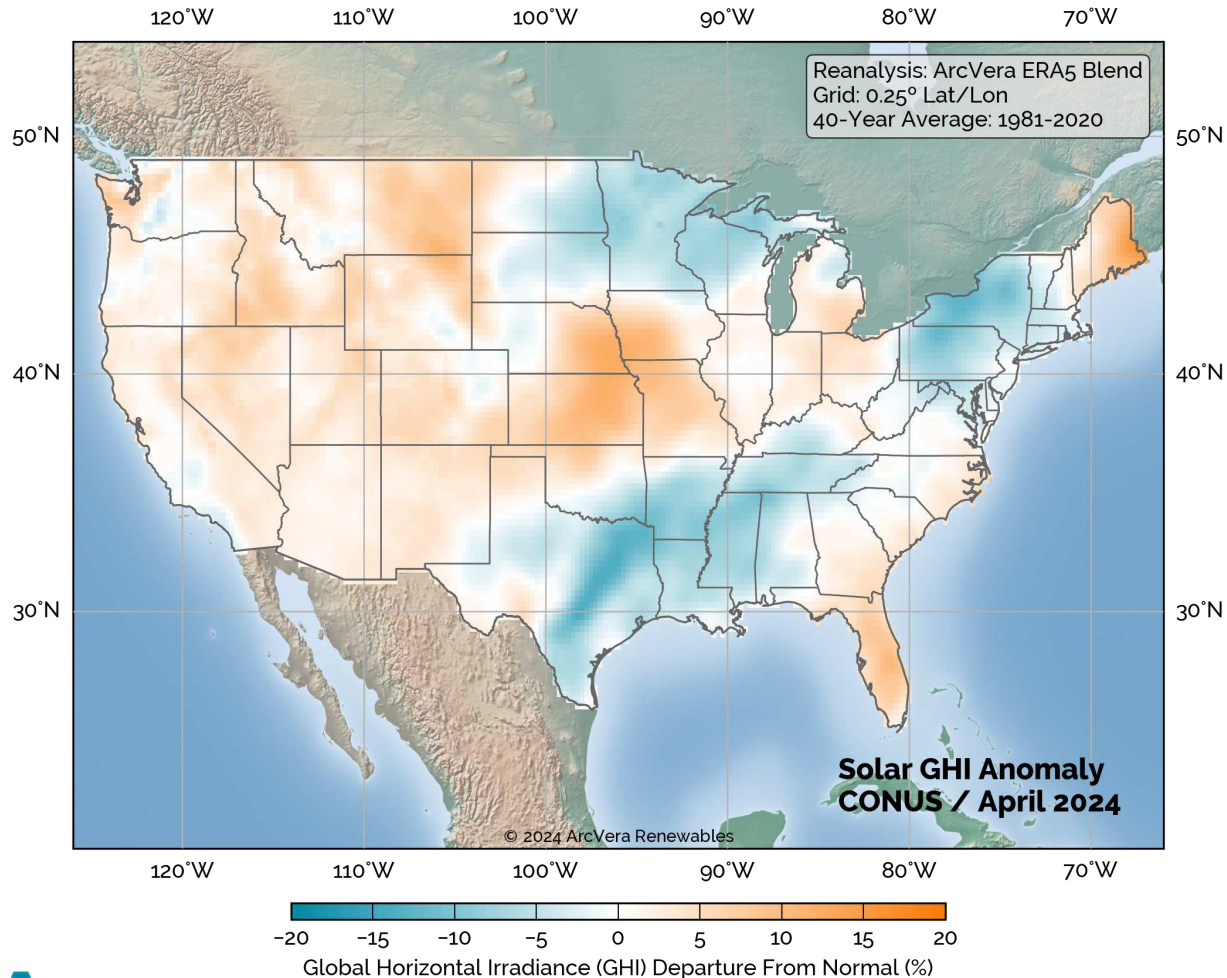 120°W 110°W 100°W 90°W 80°W 70°W
Reanalysis: ArcVera ERA5 Blend
Grid: 0.25º Lat/Lon
40-Year Average: 1981-2020
50°N 50°N
40°N 40°N
30°N 30°N
Solar GHI Anomaly
CONUS / April 2024
© 2024 ArcVera Renewables
120°W 110°W 100°W 90°W 80°W 70°W
−20 −15 −10 −5 0 5 10 15 20
Global Horizontal Irradiance (GHI) Departure From Normal (%)